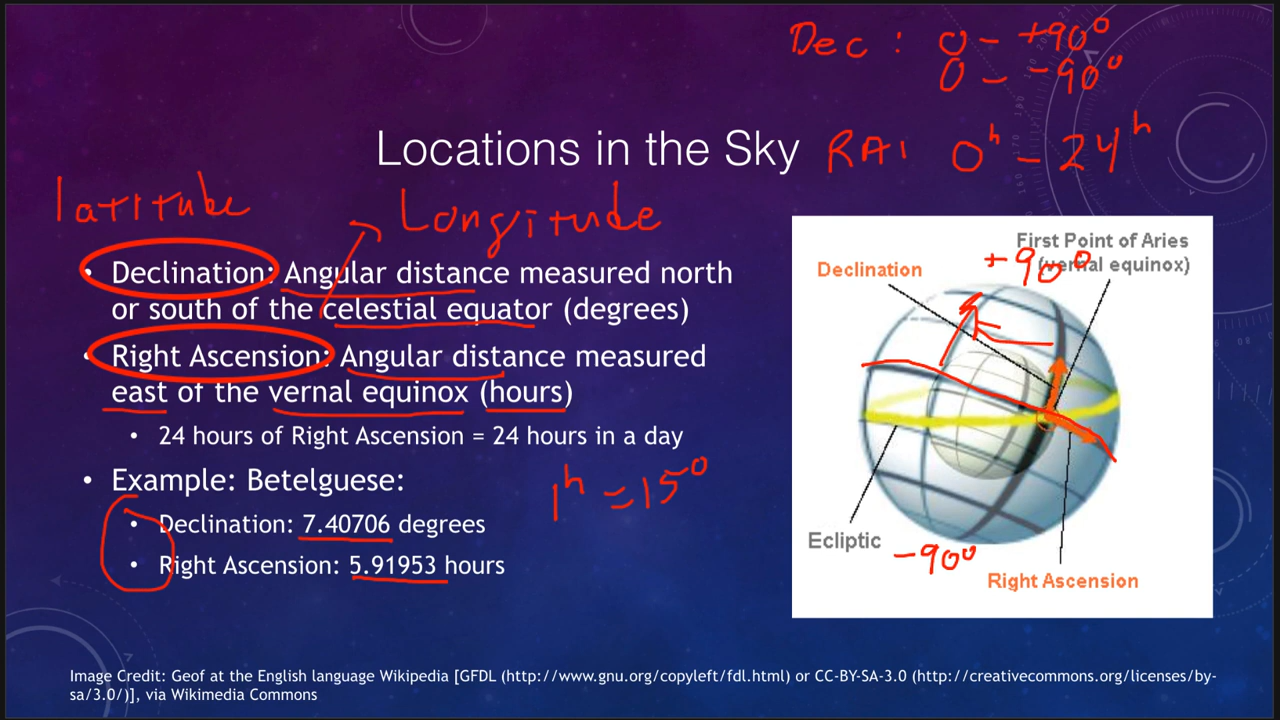 Dec : 0 - +90°
0 - -90°
Locations in the Sky
RA: 0h - 24h
latitude
Longitude
• Declination: Angular distance measured north
or south of the celestial equator (degrees)
• Right Ascension: Angular distance measured
east of the vernal equinox (hours)
• 24 hours of Right Ascension = 24 hours in a day
• Example: Betelguese:
1h = 15°
• Declination: 7.40706 degrees
• Right Ascension: 5.91953 hours
First Point of Aries
(vernal equinox)
Declination
+90°
Ecliptic
-90°
Right Ascension
Image Credit: Geof at the English language Wikipedia [GFDL (http://www.gnu.org/copyleft/fdl.html) or CC-BY-SA-3.0 (http://creativecommons.org/licenses/by-
sa/3.0/)], via Wikimedia Commons